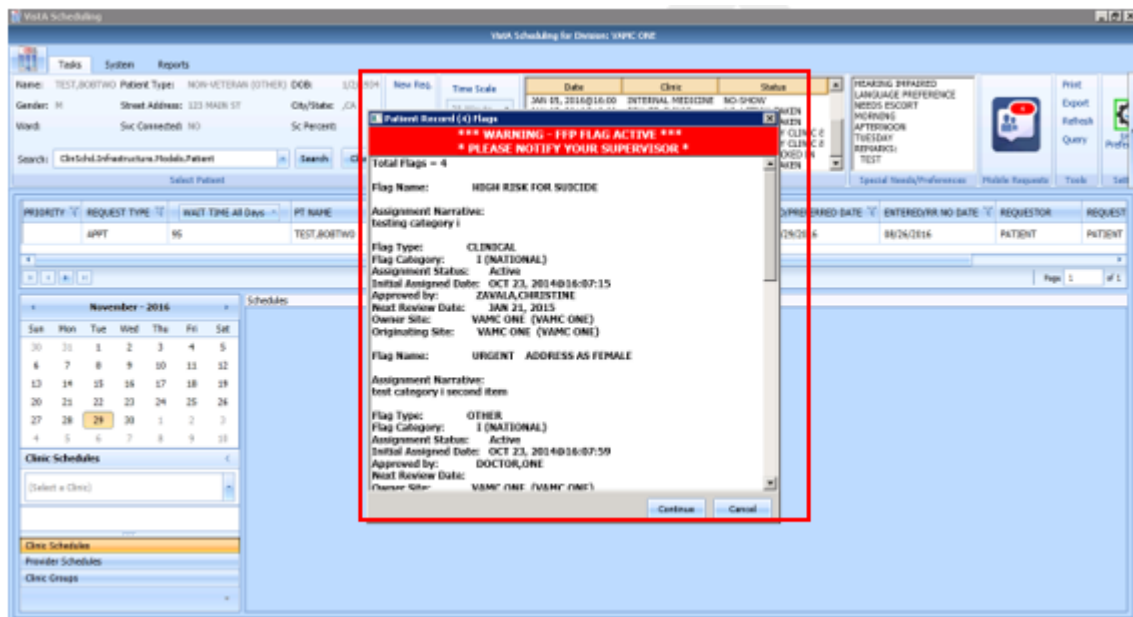 VistA Scheduling
VistA Scheduling for Division: VAMC ONE
Tasks System Reports
Name: TEST,BOBTWO Patient Type: NON-VETERAN (OTHER) DOB:
Gender: M Street Address: 123 MAIN ST City/State: ,CA
Ward: Svc Connected: NO Sc Percent:
Search: ClinSchd.Infrastructure.Models.Patient Search
Select Patient
New Req. Time Scale
Date Clinic Status
JAN 05, 2016@16:00 INTERNAL MEDICINE NO-SHOW
HEARING IMPAIRED
LANGUAGE PREFERENCE
NEEDS ESCORT
MORNING
AFTERNOON
TUESDAY
REMARKS:
TEST
Special Needs/Preferences
Mobile Requests
Print
Export
Refresh
Query
Tools
PRIORITY REQUEST TYPE WAIT TIME All Days PT NAME
ENTERED/RR NO DATE REQUESTOR REQUEST
APPT 95 TEST,BOBTWO
08/26/2016 PATIENT PATIENT
Page 1 of 1
Patient Record (4) Flags
*** WARNING - FFP FLAG ACTIVE ***
* PLEASE NOTIFY YOUR SUPERVISOR *
Total Flags = 4
Flag Name: HIGH RISK FOR SUICIDE
Assignment Narrative:
testing category i
Flag Type: CLINICAL
Flag Category: I (NATIONAL)
Assignment Status: Active
Initial Assigned Date: OCT 23, 2014@16:07:15
Approved by: ZAVALA,CHRISTINE
Next Review Date: JAN 21, 2015
Owner Site: VAMC ONE (VAMC ONE)
Originating Site: VAMC ONE (VAMC ONE)
Flag Name: URGENT ADDRESS AS FEMALE
Assignment Narrative:
test category i second item
Flag Type: OTHER
Flag Category: I (NATIONAL)
Assignment Status: Active
Initial Assigned Date: OCT 23, 2014@16:07:59
Approved by: DOCTOR,ONE
Next Review Date:
Owner Site: VAMC ONE (VAMC ONE)
Continue Cancel
November - 2016
Sun Mon Tue Wed Thu Fri Sat
30 31 1 2 3 4 5
6 7 8 9 10 11 12
13 14 15 16 17 18 19
20 21 22 23 24 25 26
27 28 29 30 1 2 3
4 5 6 7 8 9 10
Schedules
Clinic Schedules
(Select a Clinic)
Clinic Schedules
Provider Schedules
Clinic Groups